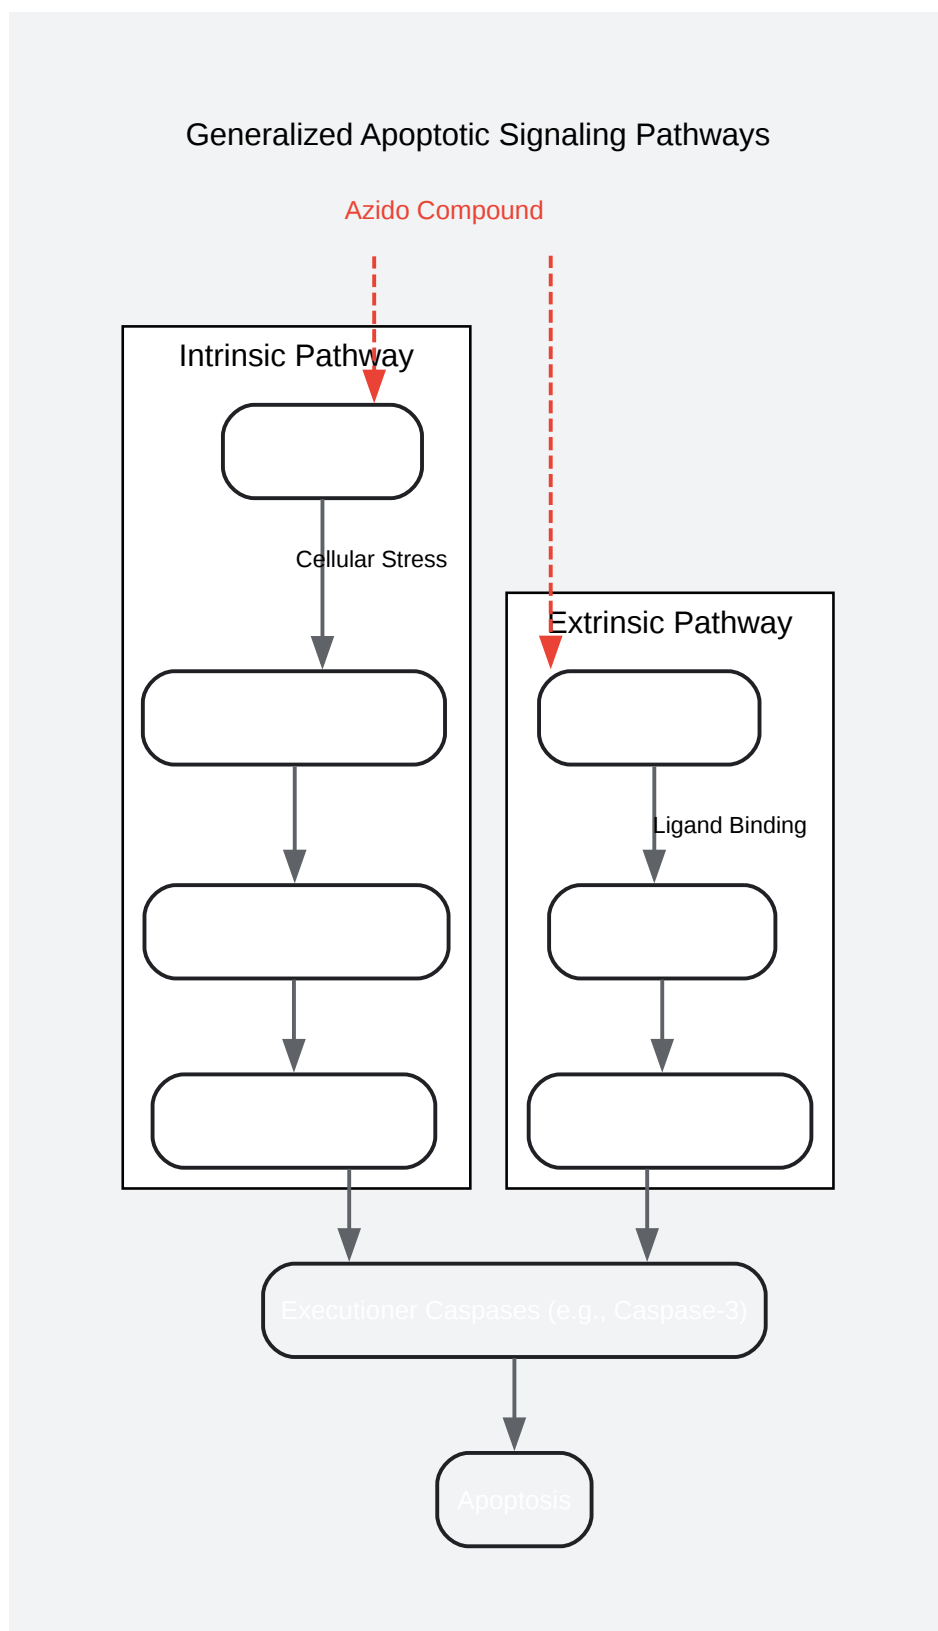 Generalized Apoptotic Signaling Pathways
Azido Compound
Intrinsic Pathway
Cellular Stress
Extrinsic Pathway
Ligand Binding
Executioner Caspases (e.g., Caspase-3)
Apoptosis